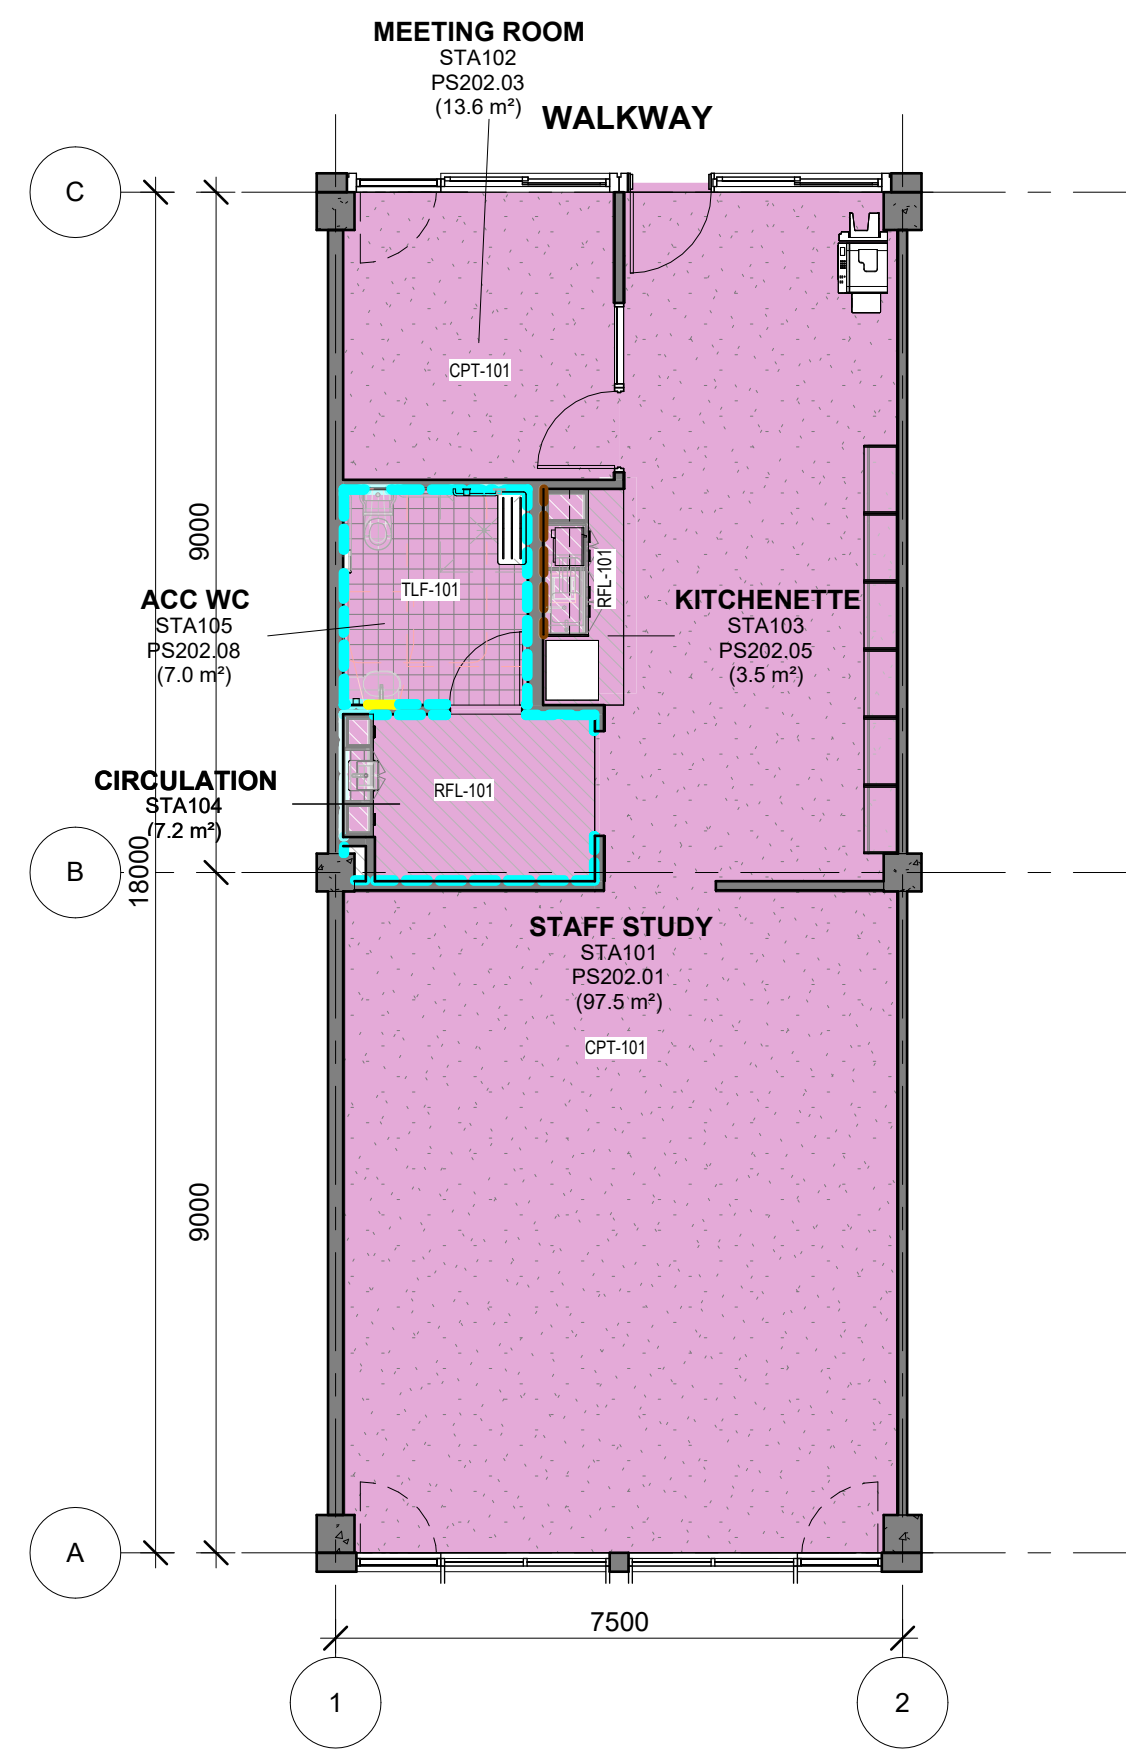 MEETING ROOM
STA102
PS202.03
(13.6 m²)
WALKWAY
C
CPT-101
9000
ACC WC
STA105
PS202.08
(7.0 m²)
TLF-101
RFL-101
KITCHENETTE
STA103
PS202.05
(3.5 m²)
CIRCULATION
STA104
(7.2 m²)
RFL-101
18000
B
STAFF STUDY
STA101
PS202.01
(97.5 m²)
CPT-101
9000
A
7500
1
2